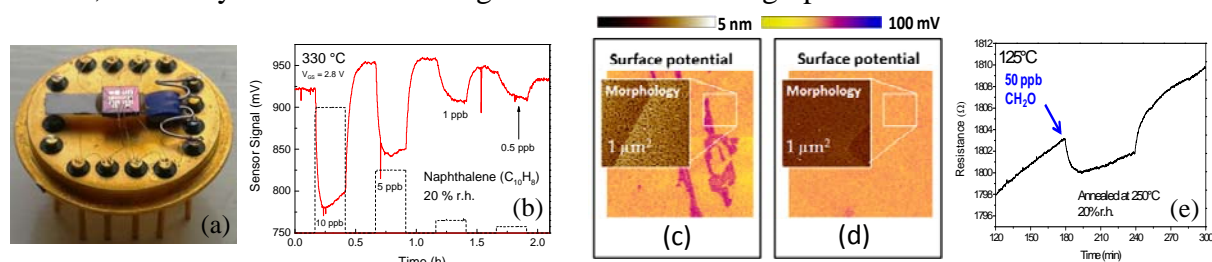 (a)
330 °C
V_GS = 2.8 V
Sensor Signal (mV)
950
900
850
800
750
10 ppb
5 ppb
1 ppb
0.5 ppb
Naphthalene (C₁₀H₈)
20 % r.h.
(b)
0.0 0.5 1.0 1.5 2.0
Time (h)
5 nm
100 mV
Surface potential
Morphology
1 µm²
(c)
Surface potential
Morphology
1 µm²
(d)
125ºC
50 ppb
CH₂O
Resistance (Ω)
1812
1810
1808
1806
1804
1802
1800
1798
1796
Annealed at 250ºC
20% r.h.
(e)
120 150 180 210 240 270 300
Time (min)